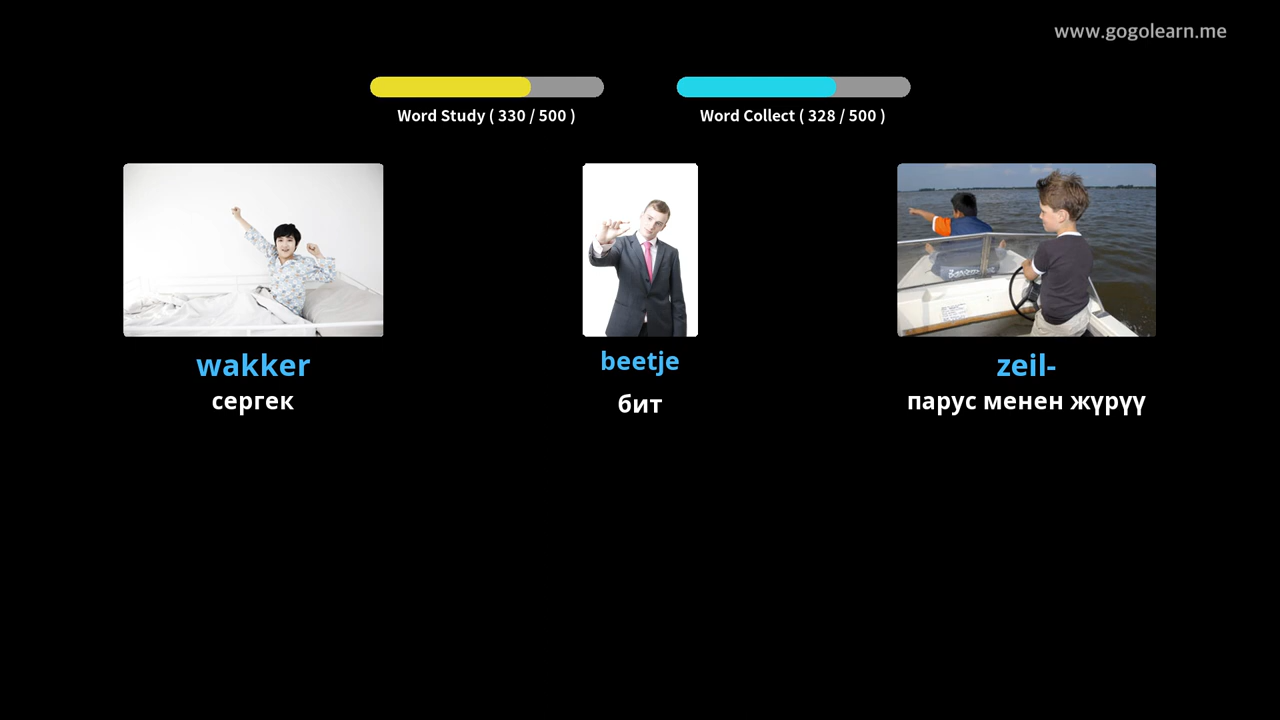 www.gogolearn.me
Word Study ( 330 / 500 )
Word Collect ( 328 / 500 )
wakker
сергек
beetje
бит
zeil-
парус менен жүрүү